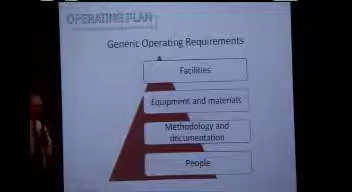 OPERATING PLAN
Generic Operating Requirements
Facilities
Equipment and materials
Methodology and
documentation
People